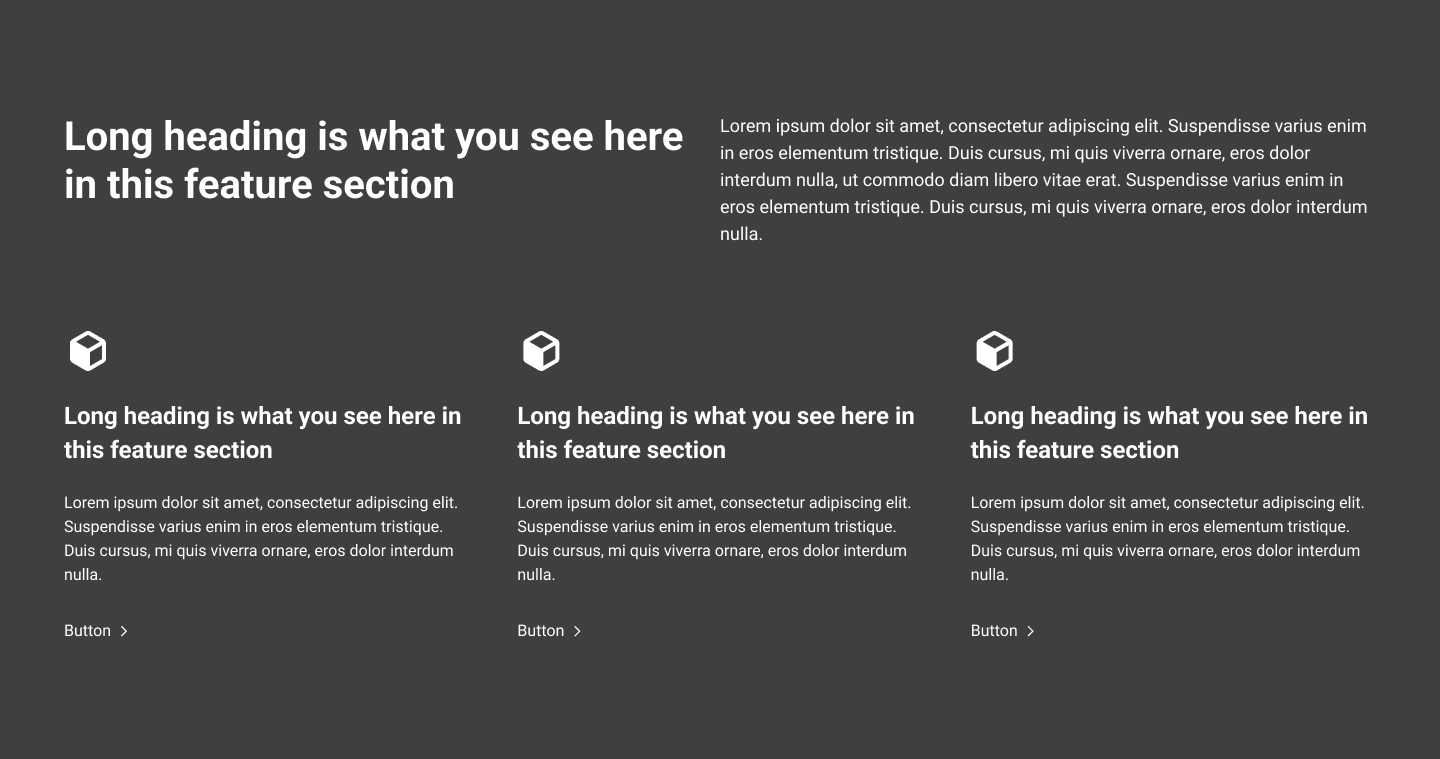 Long heading is what you see here
in this feature section
Lorem ipsum dolor sit amet, consectetur adipiscing elit. Suspendisse varius enim
in eros elementum tristique. Duis cursus, mi quis viverra ornare, eros dolor
interdum nulla, ut commodo diam libero vitae erat. Suspendisse varius enim in
eros elementum tristique. Duis cursus, mi quis viverra ornare, eros dolor interdum
nulla.
Long heading is what you see here in
this feature section
Lorem ipsum dolor sit amet, consectetur adipiscing elit.
Suspendisse varius enim in eros elementum tristique.
Duis cursus, mi quis viverra ornare, eros dolor interdum
nulla.
Button
Long heading is what you see here in
this feature section
Lorem ipsum dolor sit amet, consectetur adipiscing elit.
Suspendisse varius enim in eros elementum tristique.
Duis cursus, mi quis viverra ornare, eros dolor interdum
nulla.
Button
Long heading is what you see here in
this feature section
Lorem ipsum dolor sit amet, consectetur adipiscing elit.
Suspendisse varius enim in eros elementum tristique.
Duis cursus, mi quis viverra ornare, eros dolor interdum
nulla.
Button